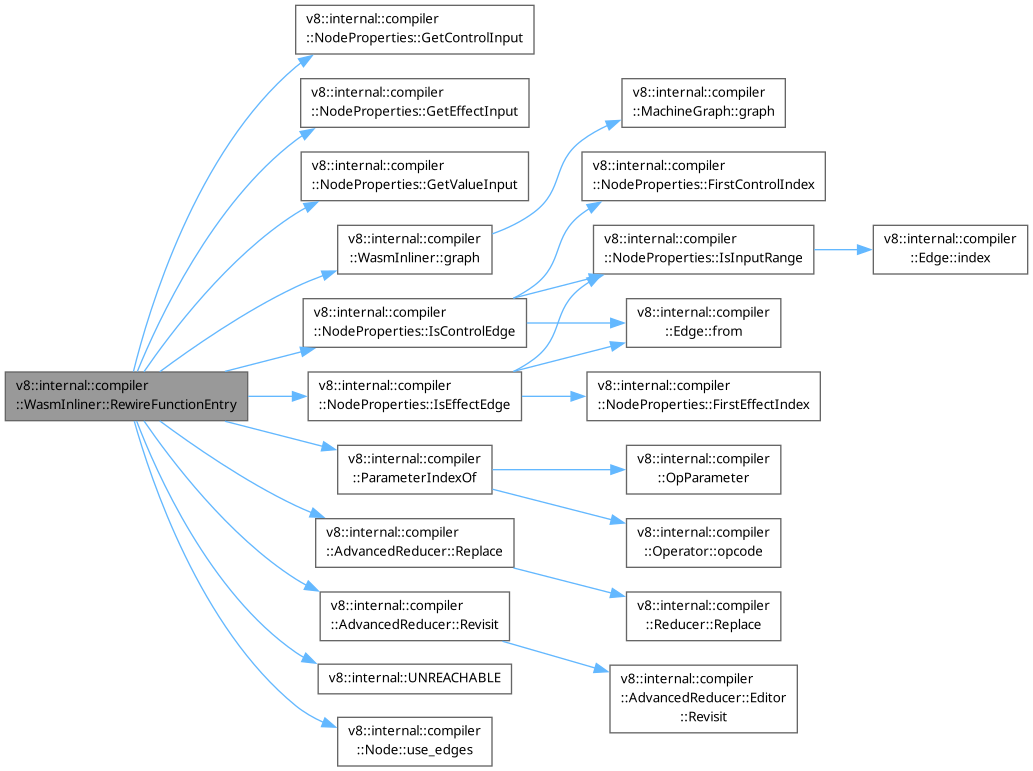 v8::internal::compiler
::WasmInliner::RewireFunctionEntry
v8::internal::compiler
::NodeProperties::GetControlInput
v8::internal::compiler
::NodeProperties::GetEffectInput
v8::internal::compiler
::NodeProperties::GetValueInput
v8::internal::compiler
::WasmInliner::graph
v8::internal::compiler
::NodeProperties::IsControlEdge
v8::internal::compiler
::NodeProperties::IsEffectEdge
v8::internal::compiler
::ParameterIndexOf
v8::internal::compiler
::AdvancedReducer::Replace
v8::internal::compiler
::AdvancedReducer::Revisit
v8::internal::UNREACHABLE
v8::internal::compiler
::Node::use_edges
v8::internal::compiler
::MachineGraph::graph
v8::internal::compiler
::NodeProperties::FirstControlIndex
v8::internal::compiler
::NodeProperties::IsInputRange
v8::internal::compiler
::Edge::from
v8::internal::compiler
::NodeProperties::FirstEffectIndex
v8::internal::compiler
::OpParameter
v8::internal::compiler
::Operator::opcode
v8::internal::compiler
::Reducer::Replace
v8::internal::compiler
::AdvancedReducer::Editor
::Revisit
v8::internal::compiler
::Edge::index